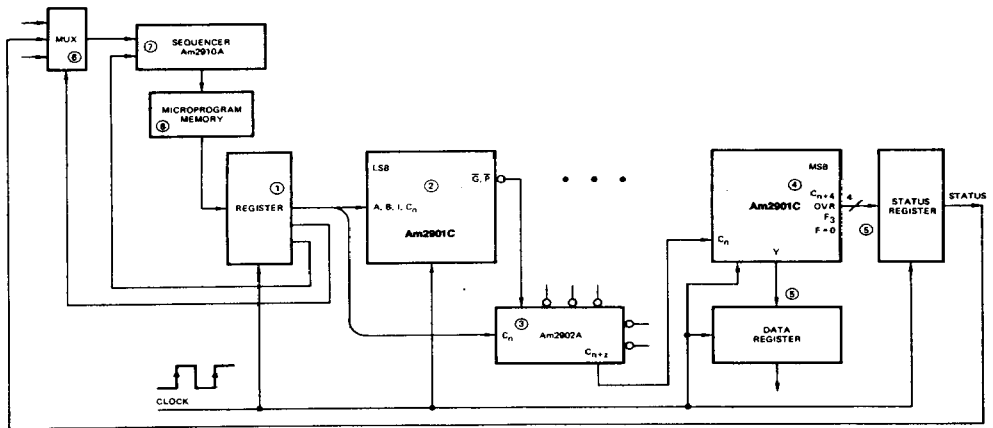 MUX
⑥
⑦
SEQUENCER
Am2910A
MICROPROGRAM
MEMORY
⑧
①
REGISTER
LSB
②
G̅, P̅
A, B, I, Cn
Am2901C
• • •
MSB
④
Cn+4
Am2901C
OVR
F3
F = 0
Cn
Y
4
⑤
STATUS
REGISTER
STATUS
③
Cn
Am2902A
Cn+z
⑤
DATA
REGISTER
CLOCK